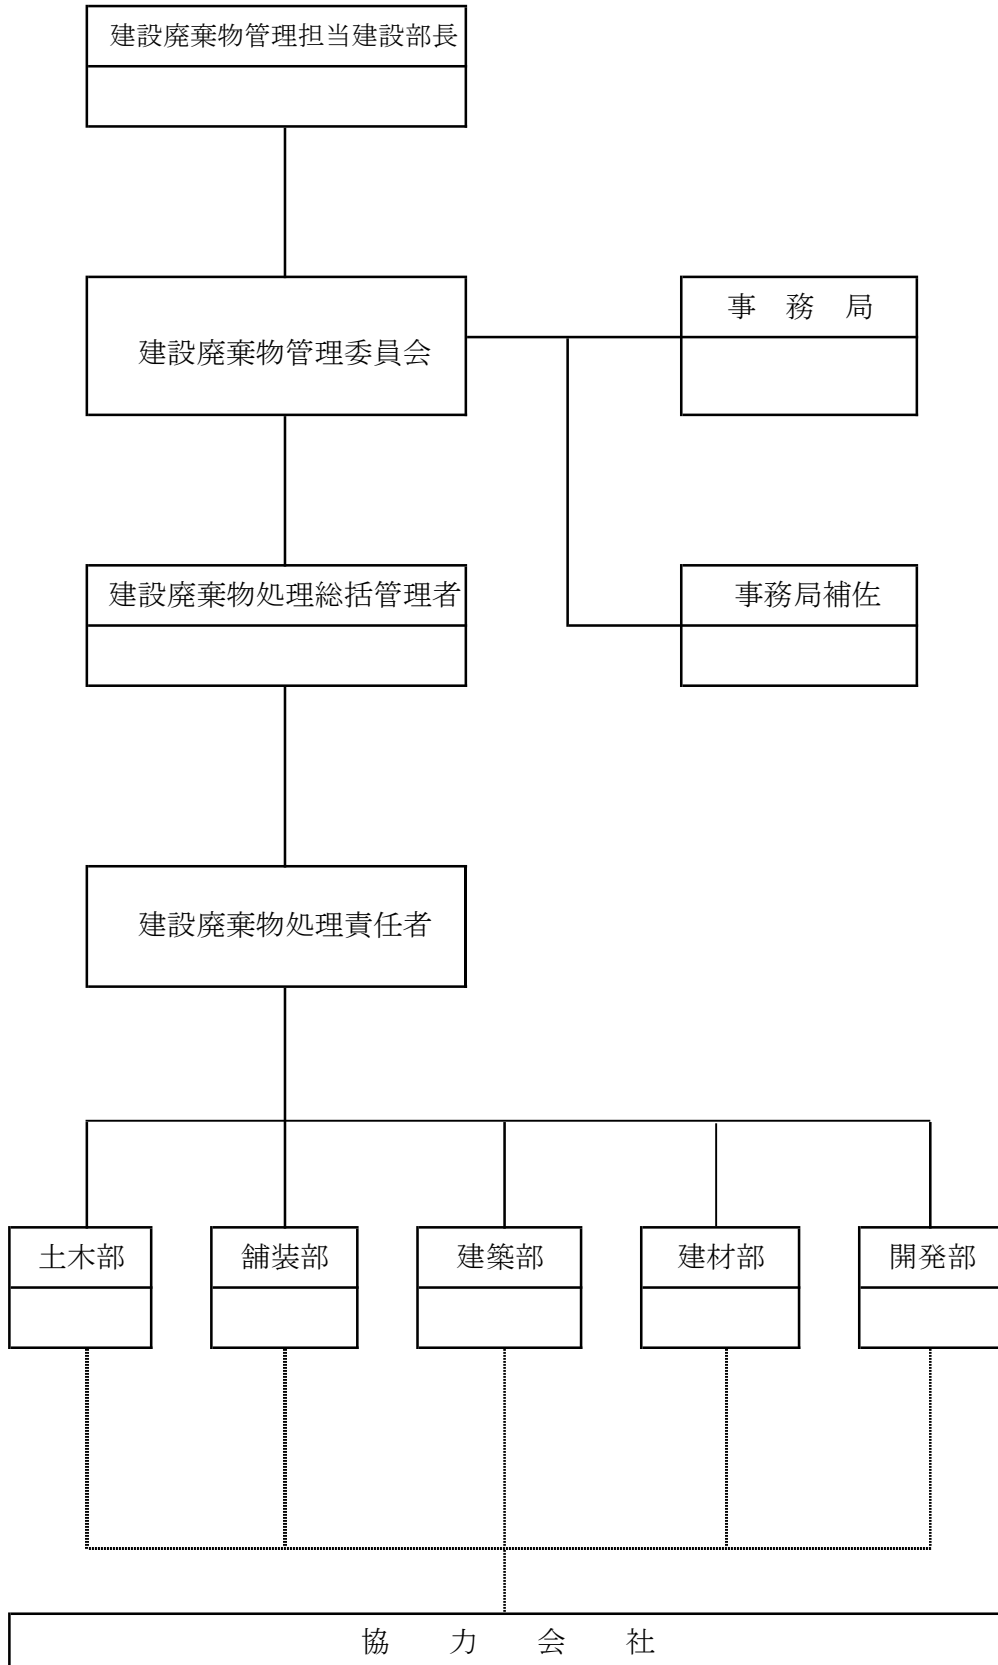 建設廃棄物管理担当建設部長
建設廃棄物管理委員会
事　務　局
建設廃棄物処理総括管理者
事務局補佐
建設廃棄物処理責任者
土木部
舗装部
建築部
建材部
開発部
協　力　会　社